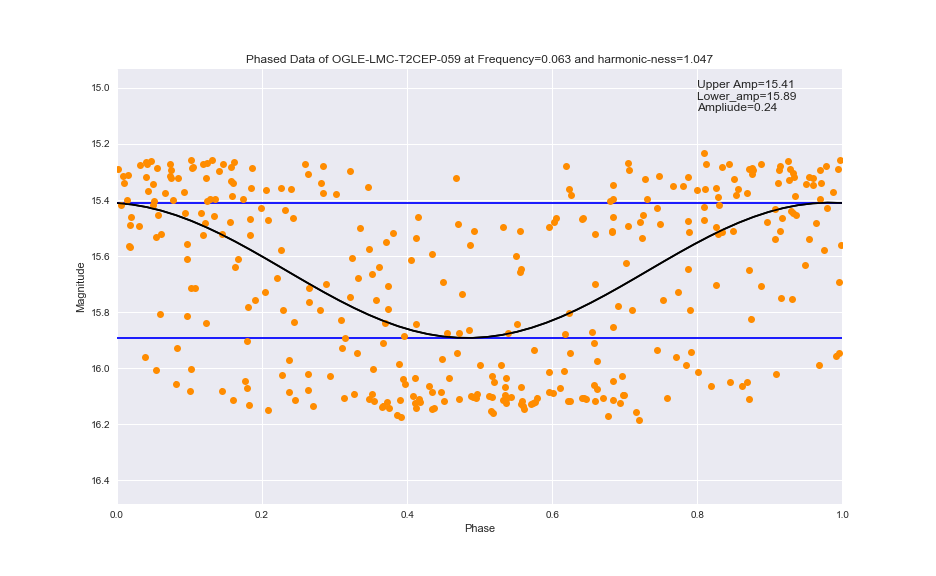 Phased Data of OGLE-LMC-T2CEP-059 at Frequency=0.063 and harmonic-ness=1.047
Upper Amp=15.41
Lower_amp=15.89
Ampliude=0.24
15.0
15.2
15.4
15.6
15.8
16.0
16.2
16.4
Magnitude
0.0
0.2
0.4
0.6
0.8
1.0
Phase